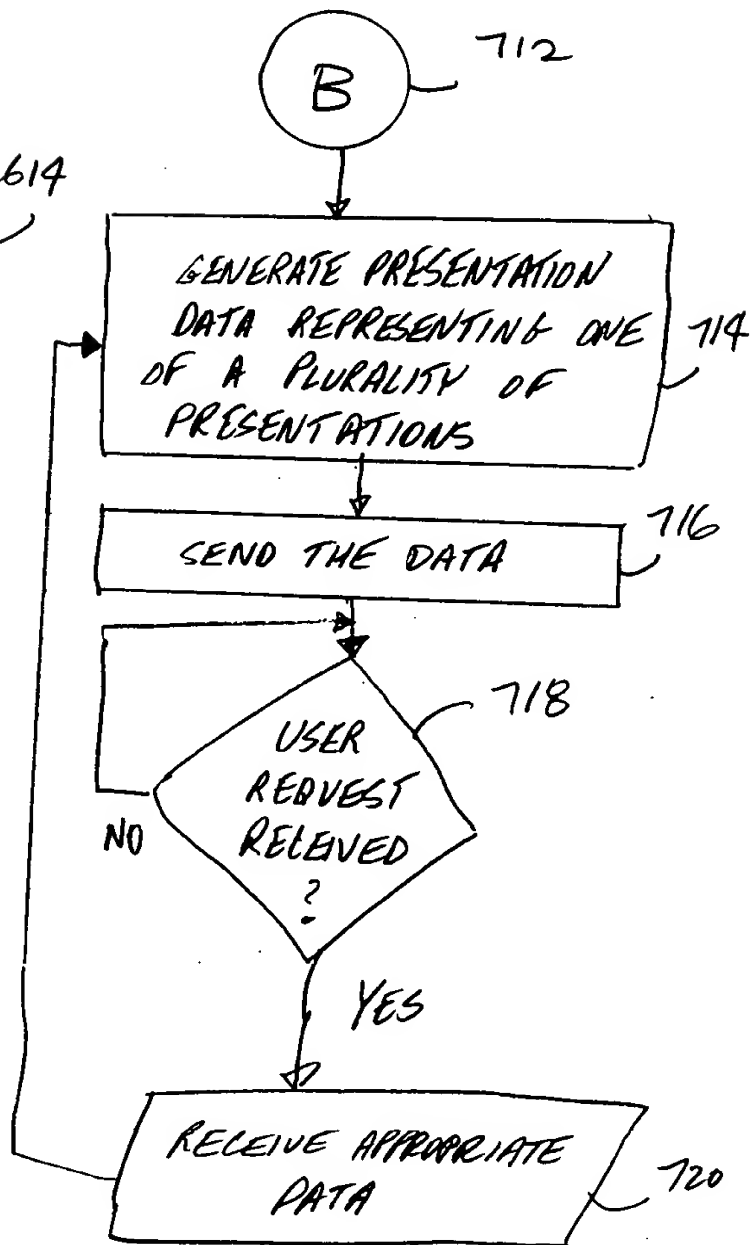 712
B
614
GENERATE PRESENTATION
DATA REPRESENTING ONE
OF A PLURALITY OF
PRESENTATIONS
714
SEND THE DATA
716
718
USER
REQUEST
RECEIVED
?
NO
YES
RECEIVE APPROPRIATE
DATA
720